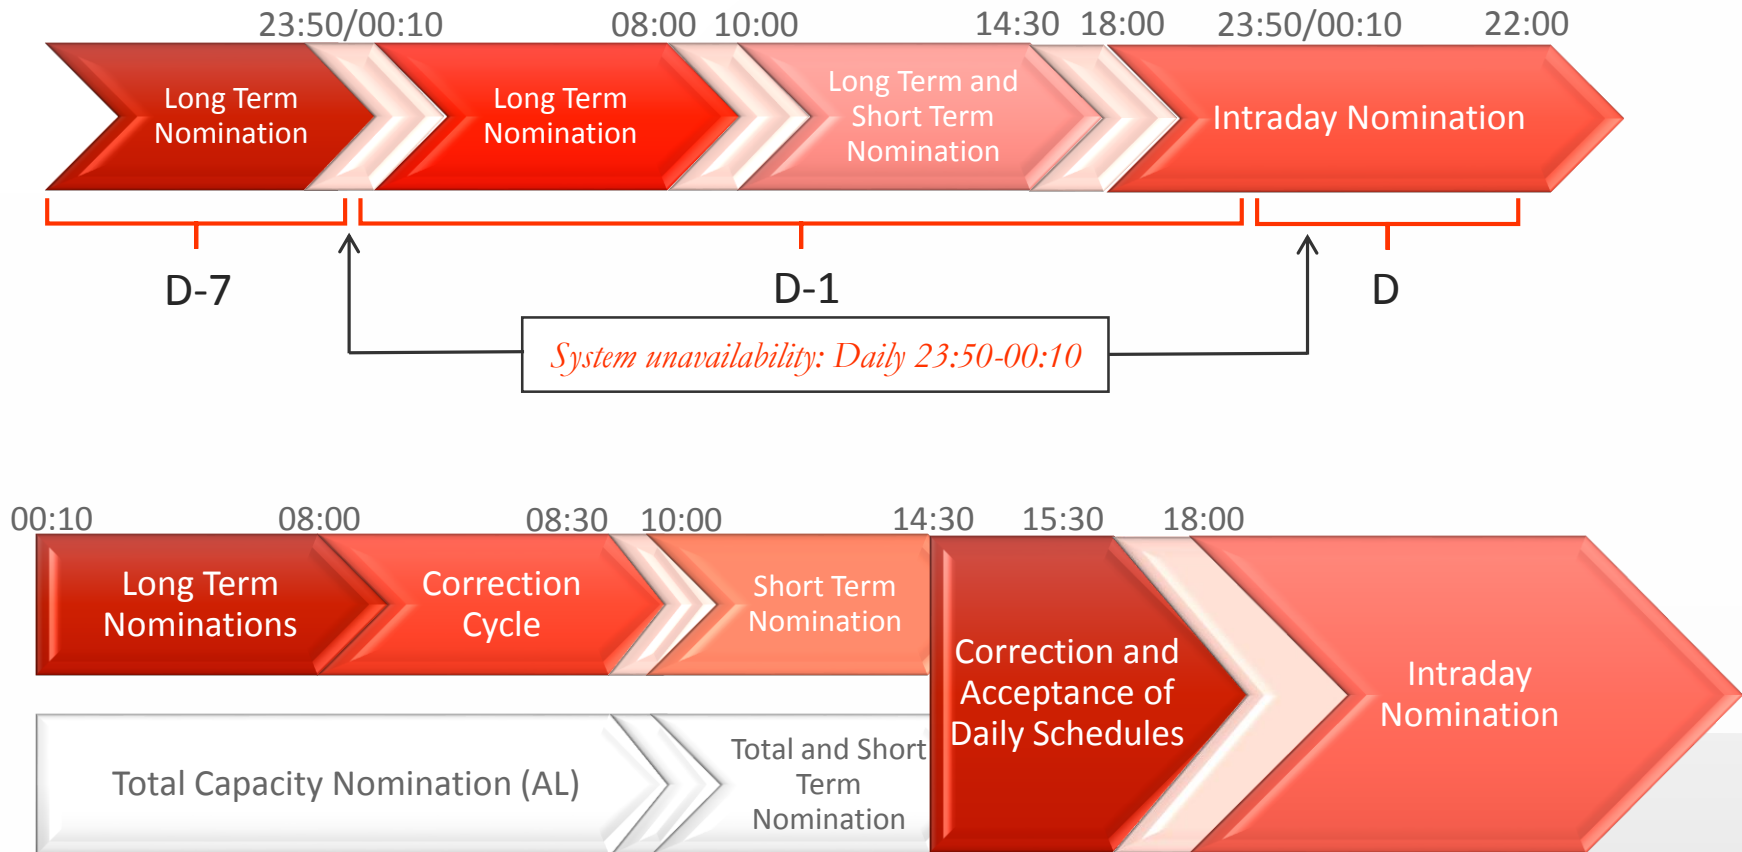 23:50/00:10 08:00 10:00 14:30 18:00 23:50/00:10 22:00
Long Term
Nomination
Long Term
Nomination
Long Term and
Short Term
Nomination
Intraday Nomination
D-7
D-1
D
System unavailability: Daily 23:50-00:10
00:10 08:00 08:30 10:00 14:30 15:30 18:00
Long Term
Nominations
Correction
Cycle
Short Term
Nomination
Correction and
Acceptance of
Daily Schedules
Intraday
Nomination
Total Capacity Nomination (AL)
Total and Short
Term
Nomination